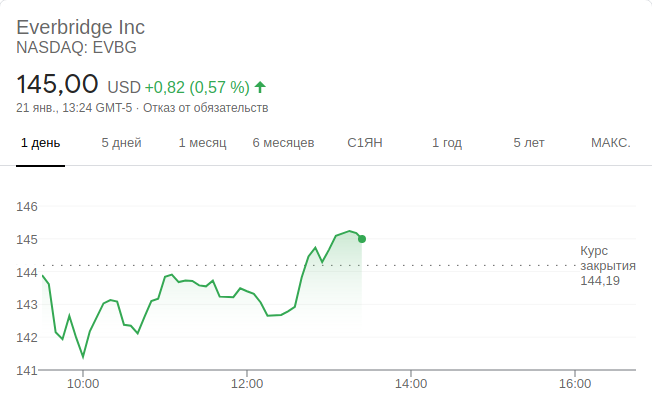 Everbridge Inc
NASDAQ: EVBG
145,00 USD +0,82 (0,57 %)
21 янв., 13:24 GMT-5 · Отказ от обязательств
1 день 5 дней 1 месяц 6 месяцев С1ЯН 1 год 5 лет МАКС.
146
145
144
143
142
141
Курс
закрытия
144,19
10:00 12:00 14:00 16:00